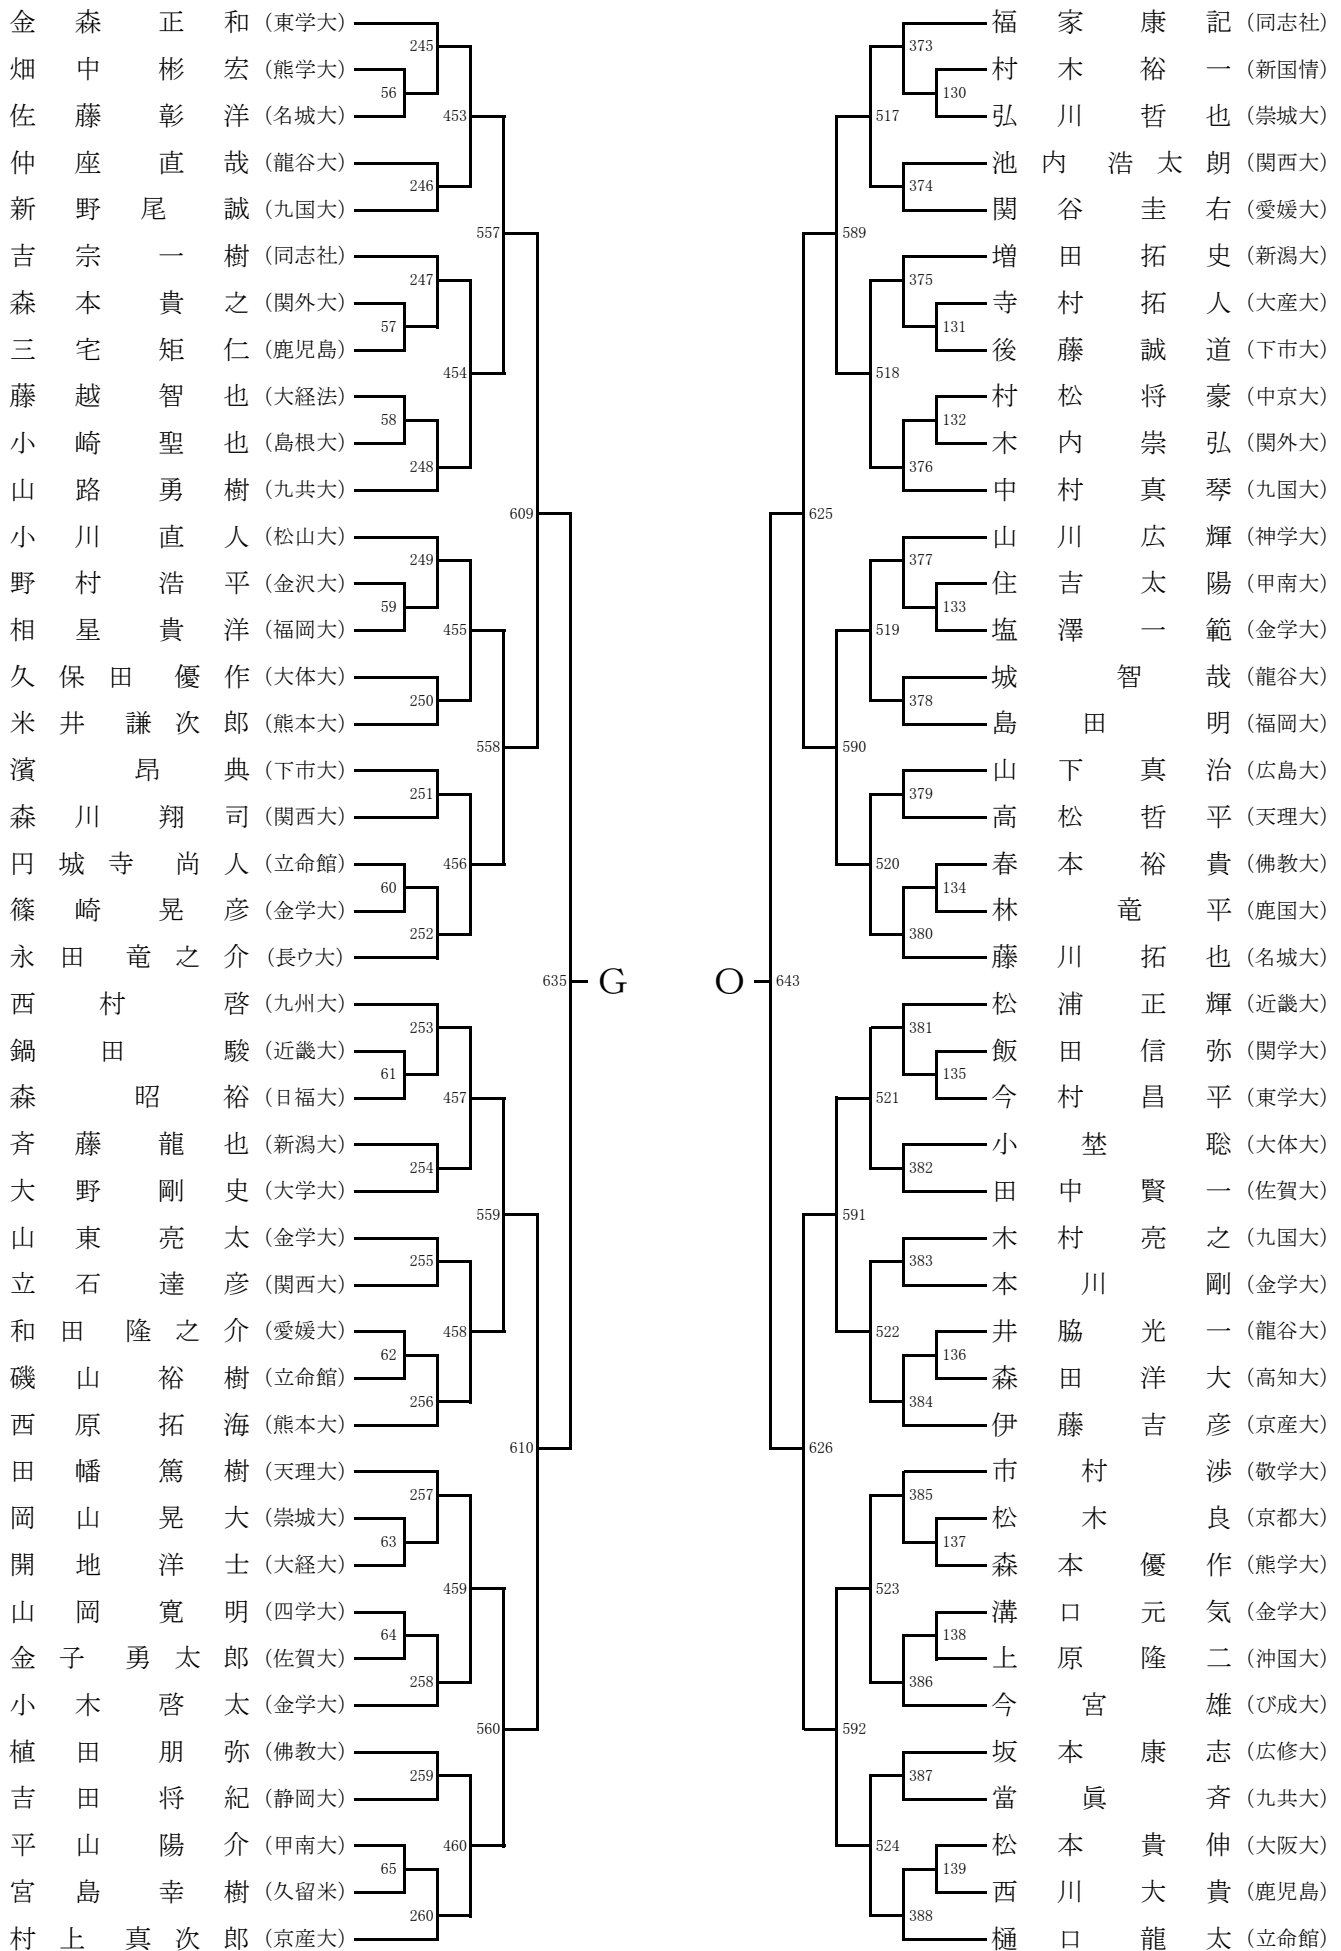 金森正和(東学大)
畑中彬宏(熊学大)
佐藤彰洋(名城大)
仲座直哉(龍谷大)
新野尾誠(九国大)
吉宗一樹(同志社)
森本貴之(関外大)
三宅矩仁(鹿児島)
藤越智也(大経法)
小崎聖也(島根大)
山路勇樹(九共大)
小川直人(松山大)
野村浩平(金沢大)
相星貴洋(福岡大)
久保田優作(大体大)
米井謙次郎(熊本大)
濱昂典(下市大)
森川翔司(関西大)
円城寺尚人(立命館)
篠崎晃彦(金学大)
永田竜之介(長ウ大)
西村啓(九州大)
鍋田駿(近畿大)
森昭裕(日福大)
斉藤龍也(新潟大)
大野剛史(大学大)
山東亮太(金学大)
立石達彦(関西大)
和田隆之介(愛媛大)
磯山裕樹(立命館)
西原拓海(熊本大)
田幡篤樹(天理大)
岡山晃大(崇城大)
開地洋士(大経大)
山岡寛明(四学大)
金子勇太郎(佐賀大)
小木啓太(金学大)
植田朋弥(佛教大)
吉田将紀(静岡大)
平山陽介(甲南大)
宮島幸樹(久留米)
村上真次郎(京産大)
56
57
58
59
60
61
62
63
64
65
245
246
247
248
249
250
251
252
253
254
255
256
257
258
259
260
453
454
455
456
457
458
459
460
557
558
559
560
609
610
635
G
O
643
625
626
589
590
591
592
517
518
519
520
521
522
523
524
373
374
375
376
377
378
379
380
381
382
383
384
385
386
387
388
130
131
132
133
134
135
136
137
138
139
福家康記(同志社)
村木裕一(新国情)
弘川哲也(崇城大)
池内浩太朗(関西大)
関谷圭右(愛媛大)
増田拓史(新潟大)
寺村拓人(大産大)
後藤誠道(下市大)
村松将豪(中京大)
木内崇弘(関外大)
中村真琴(九国大)
山川広輝(神学大)
住吉太陽(甲南大)
塩澤一範(金学大)
城智哉(龍谷大)
島田明(福岡大)
山下真治(広島大)
高松哲平(天理大)
春本裕貴(佛教大)
林竜平(鹿国大)
藤川拓也(名城大)
松浦正輝(近畿大)
飯田信弥(関学大)
今村昌平(東学大)
小埜聡(大体大)
田中賢一(佐賀大)
木村亮之(九国大)
本川剛(金学大)
井脇光一(龍谷大)
森田洋大(高知大)
伊藤吉彦(京産大)
市村渉(敬学大)
松木良(京都大)
森本優作(熊学大)
溝口元気(金学大)
上原隆二(沖国大)
今宮雄(び成大)
坂本康志(広修大)
當眞斉(九共大)
松本貴伸(大阪大)
西川大貴(鹿児島)
樋口龍太(立命館)